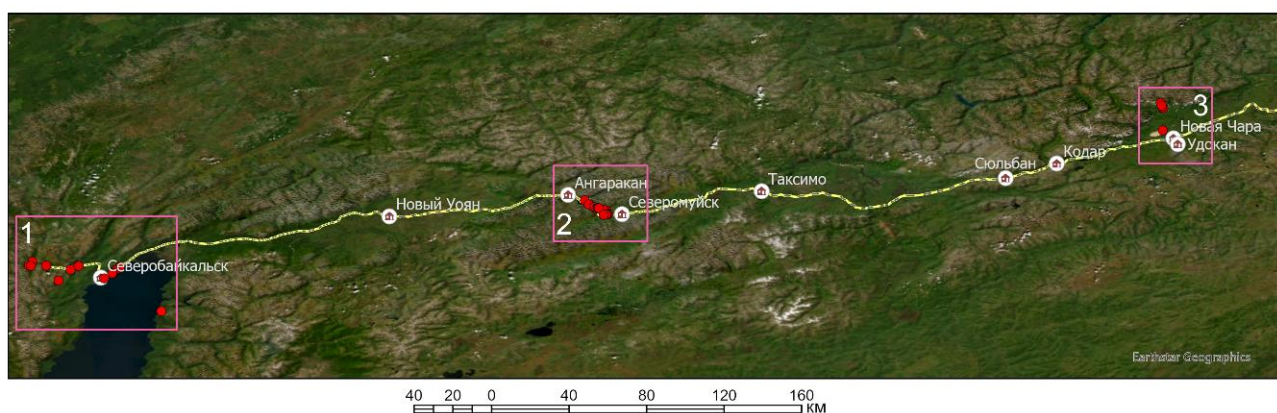 3
Новая Чара
Удокан
Кодар
Сюльбан
Таксимо
Ангаракан
Северомуйск
2
Новый Уоян
1
Северобайкальск
Earthstar Geographics
40 20 0 40 80 120 160
КМ